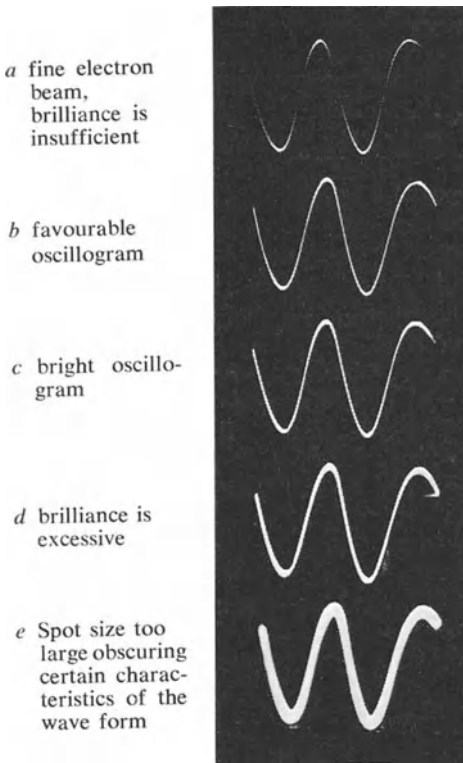 a fine electron
beam,
brilliance is
insufficient
b favourable
oscillogram
c bright oscillo-
gram
d brilliance is
excessive
e Spot size too
large obscuring
certain charac-
teristics of the
wave form